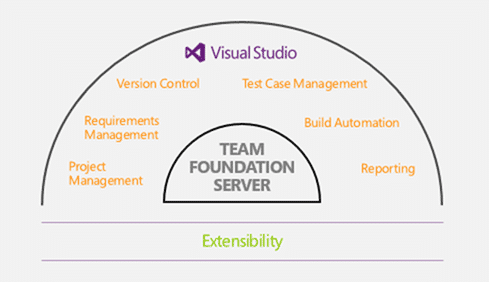 Visual Studio
Version Control
Test Case Management
Requirements
Management
Build Automation
Project
Management
TEAM
FOUNDATION
SERVER
Reporting
Extensibility